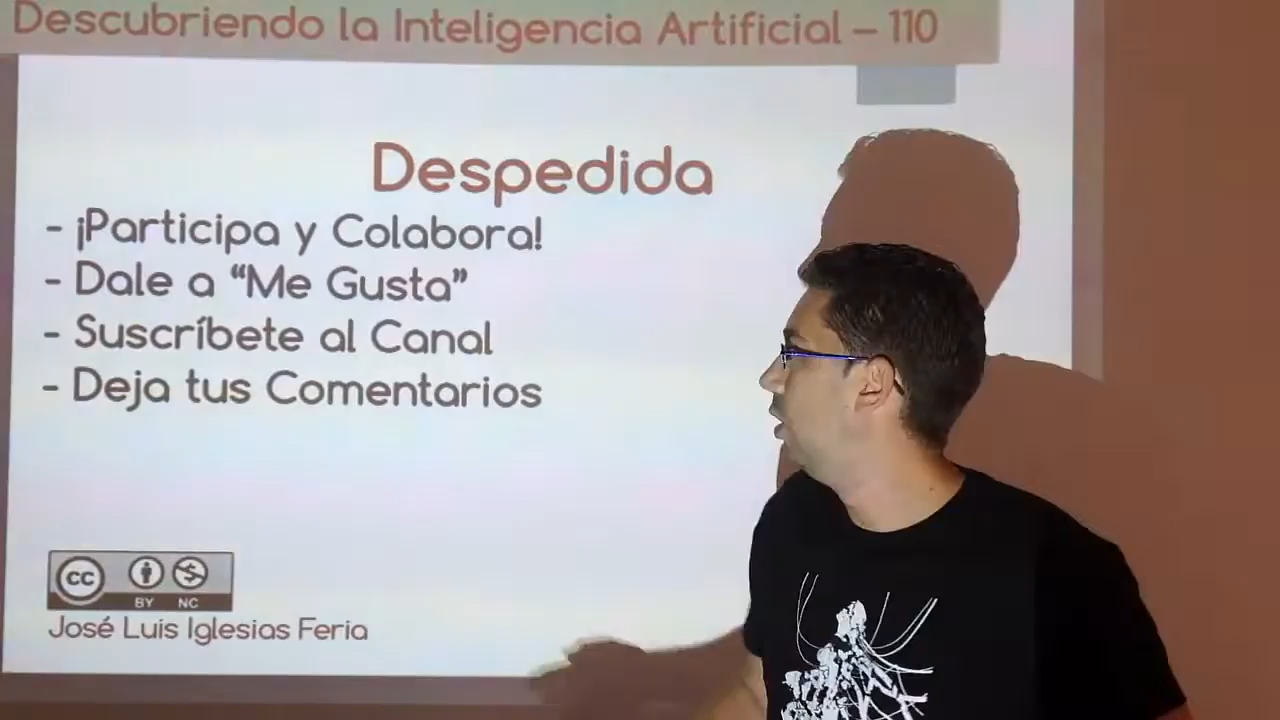 Descubriendo la Inteligencia Artificial – 110
Despedida
- ¡Participa y Colabora!
- Dale a “Me Gusta”
- Suscríbete al Canal
- Deja tus Comentarios
cc
BY NC
José Luis Iglesias Feria